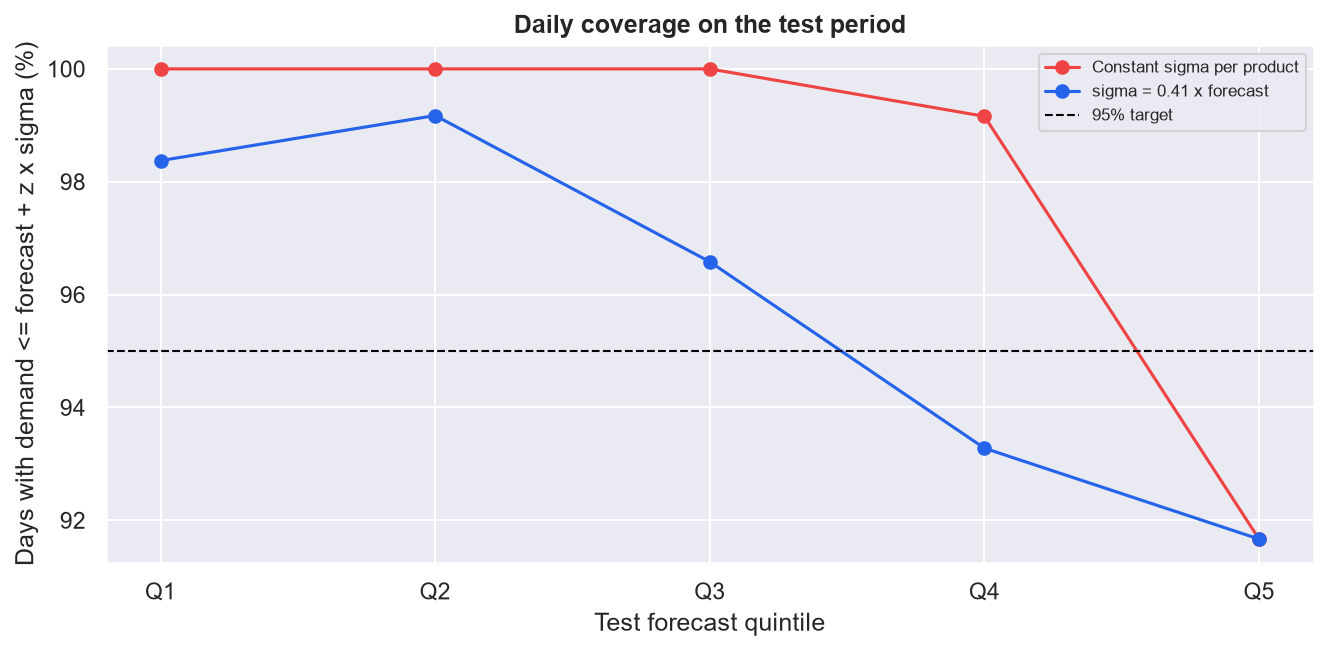 Daily coverage on the test period
Days with demand <= forecast + z x sigma (%)
100
98
96
94
92
Constant sigma per product
sigma = 0.41 x forecast
95% target
Q1
Q2
Q3
Q4
Q5
Test forecast quintile